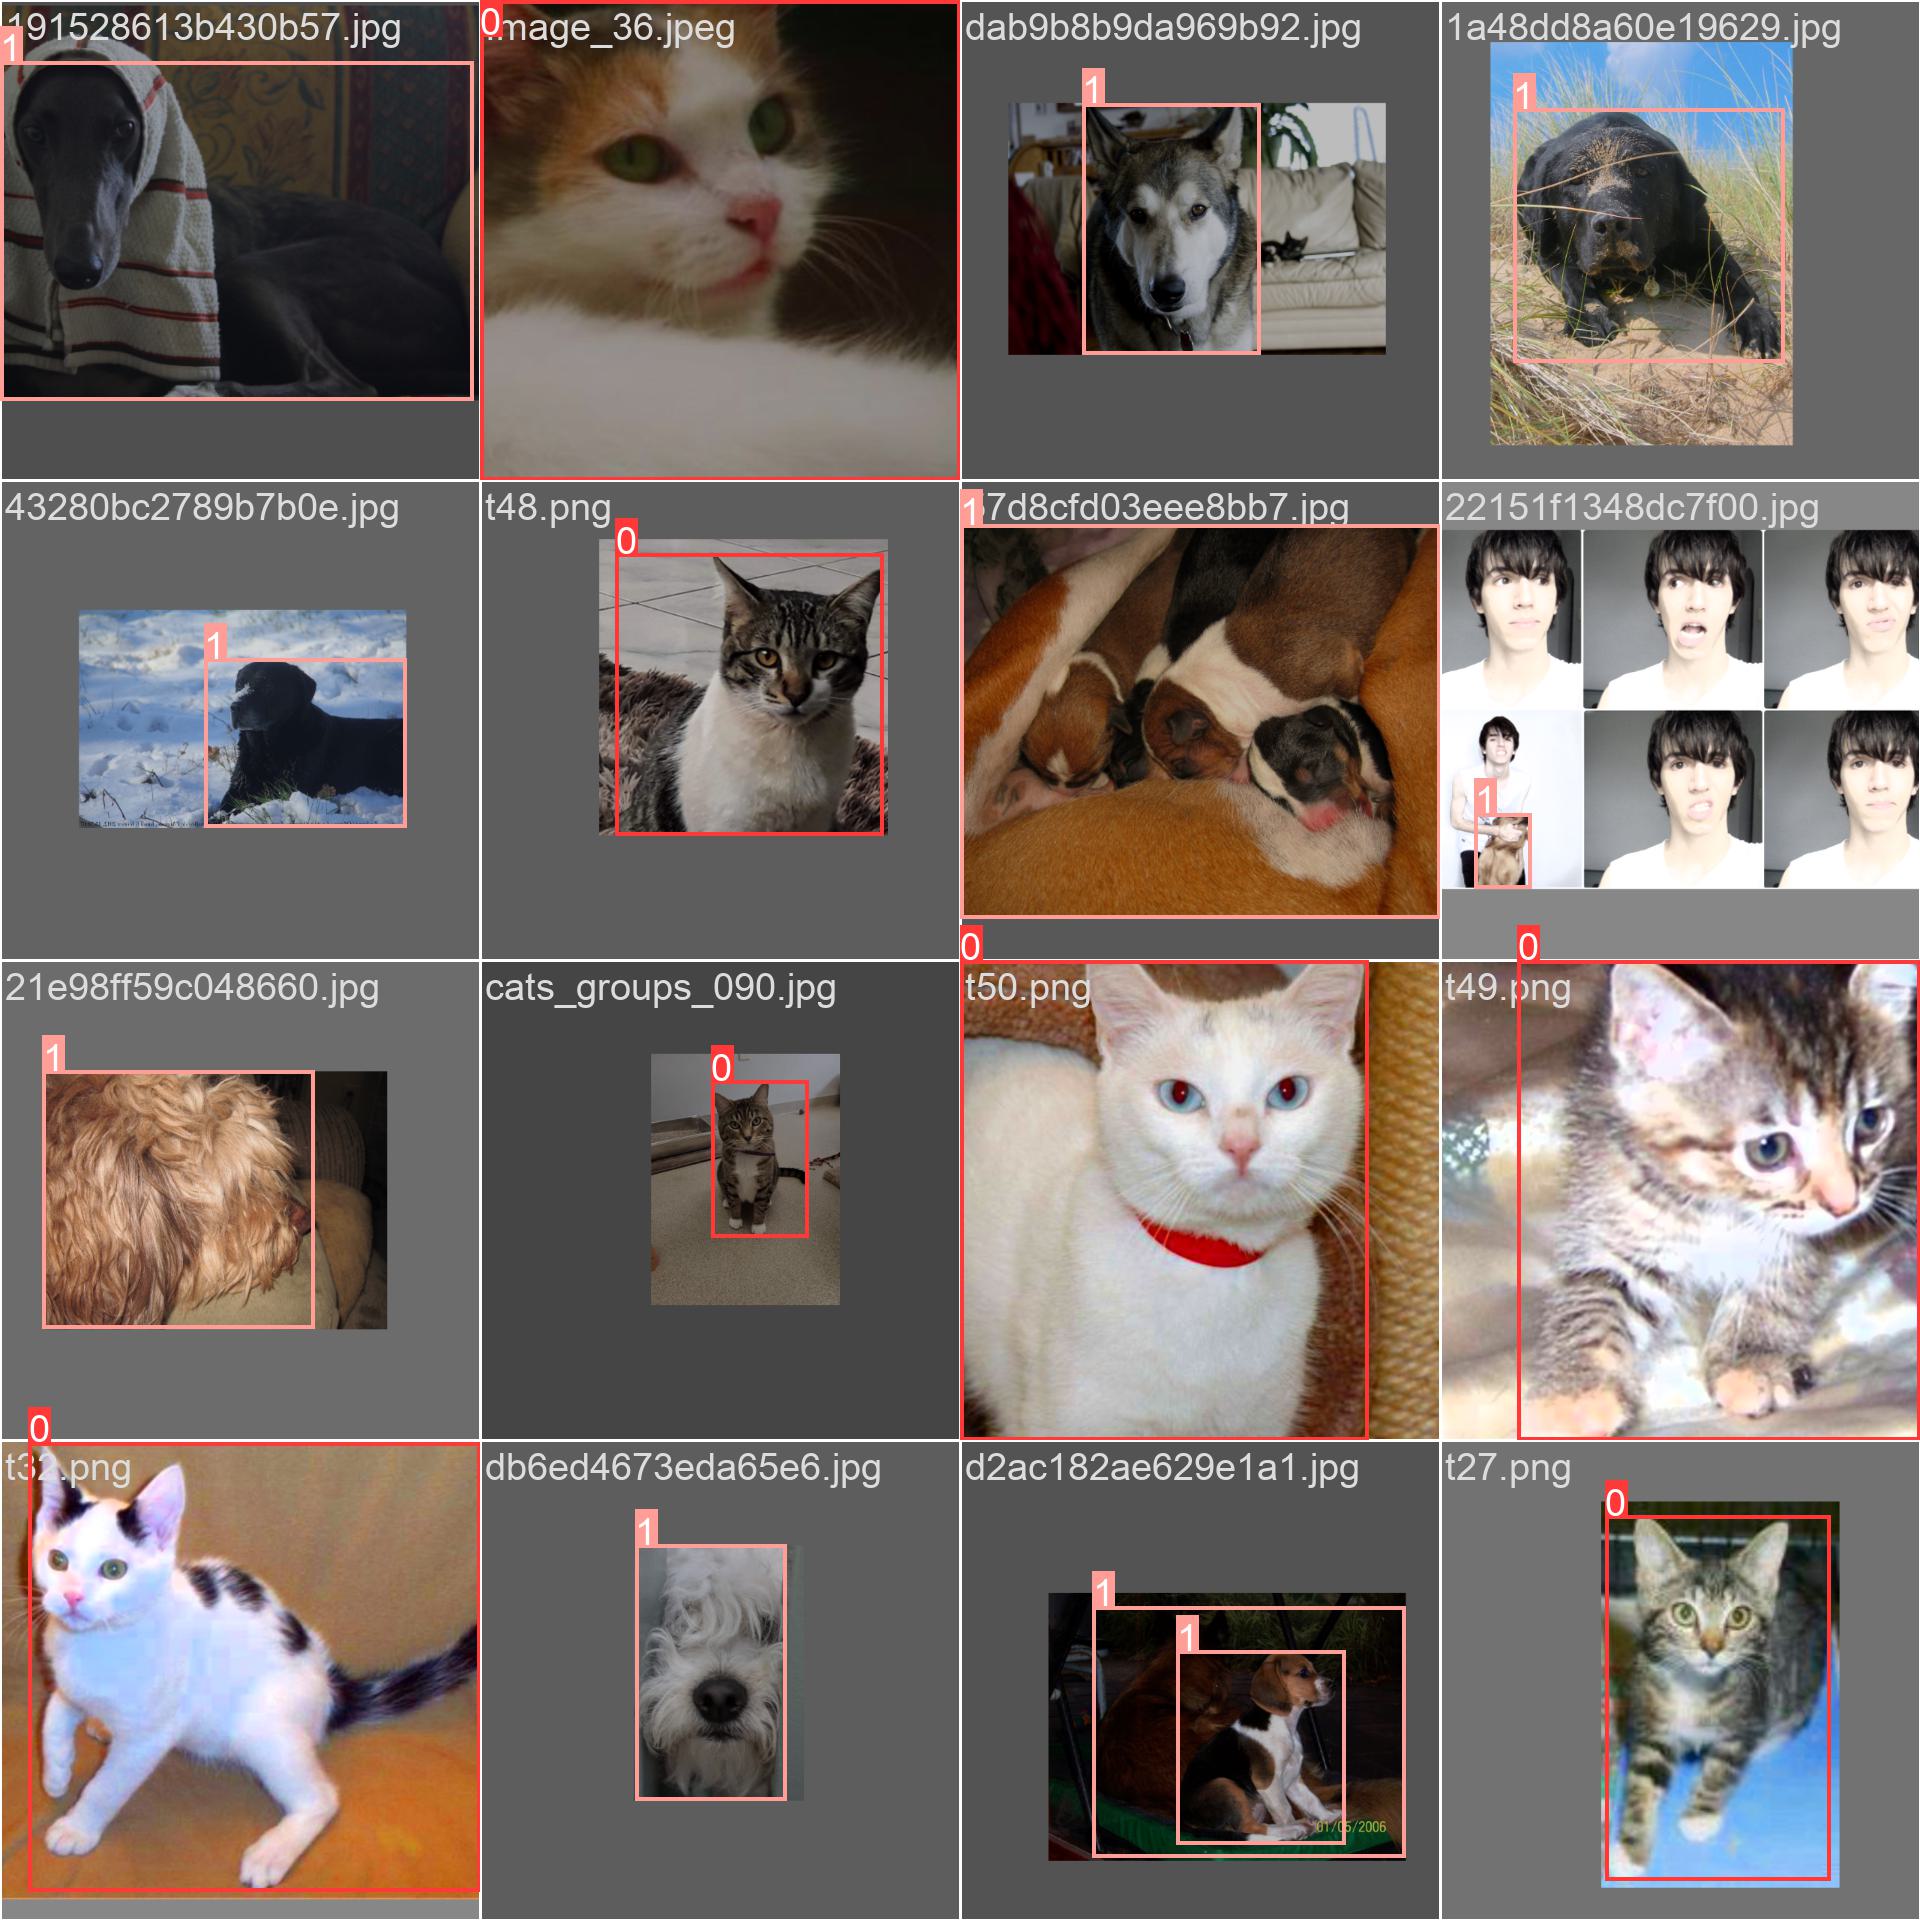 191528613b430b57.jpg
1
0
image_36.jpeg
dab9b8b9da969b92.jpg
1
1a48dd8a60e19629.jpg
1
43280bc2789b7b0e.jpg
1
t48.png
0
1
7d8cfd03eee8bb7.jpg
22151f1348dc7f00.jpg
1
21e98ff59c048660.jpg
1
cats_groups_090.jpg
0
0
t50.png
0
t49.png
0
t32.png
db6ed4673eda65e6.jpg
1
d2ac182ae629e1a1.jpg
1
1
01/05/2006
t27.png
0